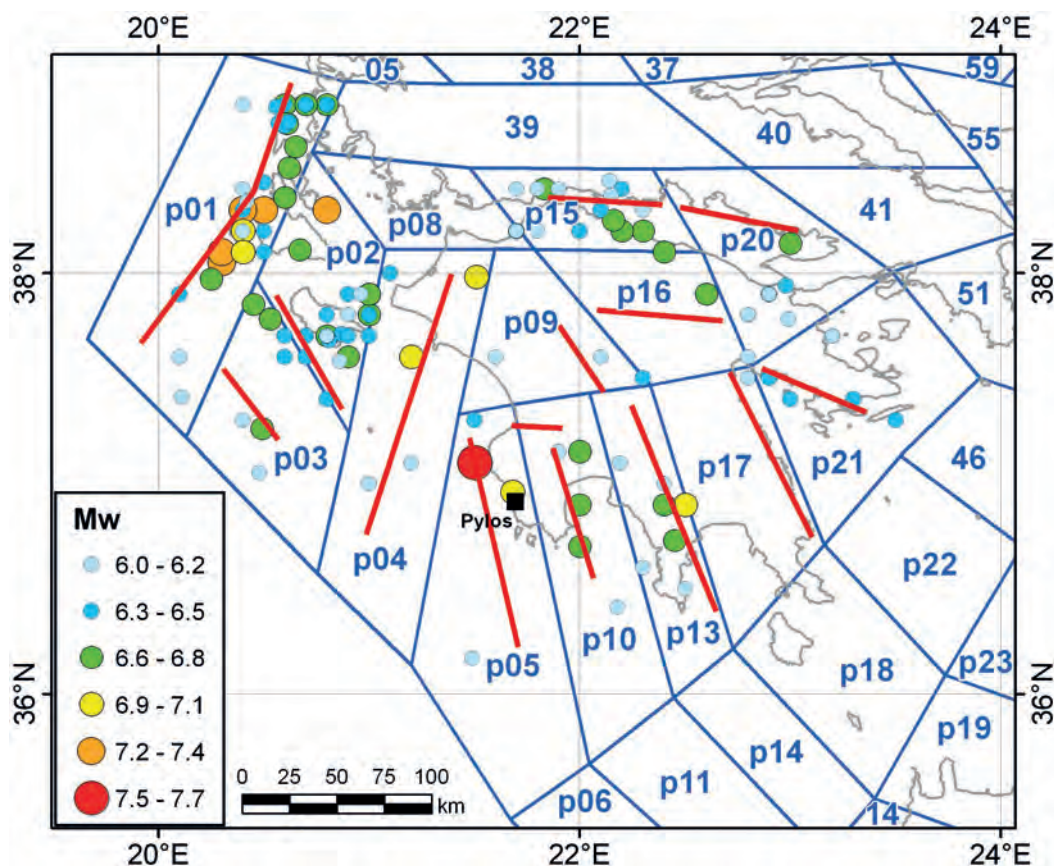 20°E 22°E 24°E
05 38 37 59
39 40 55
p01 p08 p15 p20 41
p02
38°N 38°N
p16 51
p09
p03 p17 p21 46
Mw
Pylos
6.0 - 6.2 p04 p22
6.3 - 6.5 p10 p13
6.6 - 6.8 p05 p18 p23
6.9 - 7.1 36°N 36°N
7.2 - 7.4 0 25 50 75 100 p14 p19
7.5 - 7.7 km p06 p11 14
20°E 22°E 24°E